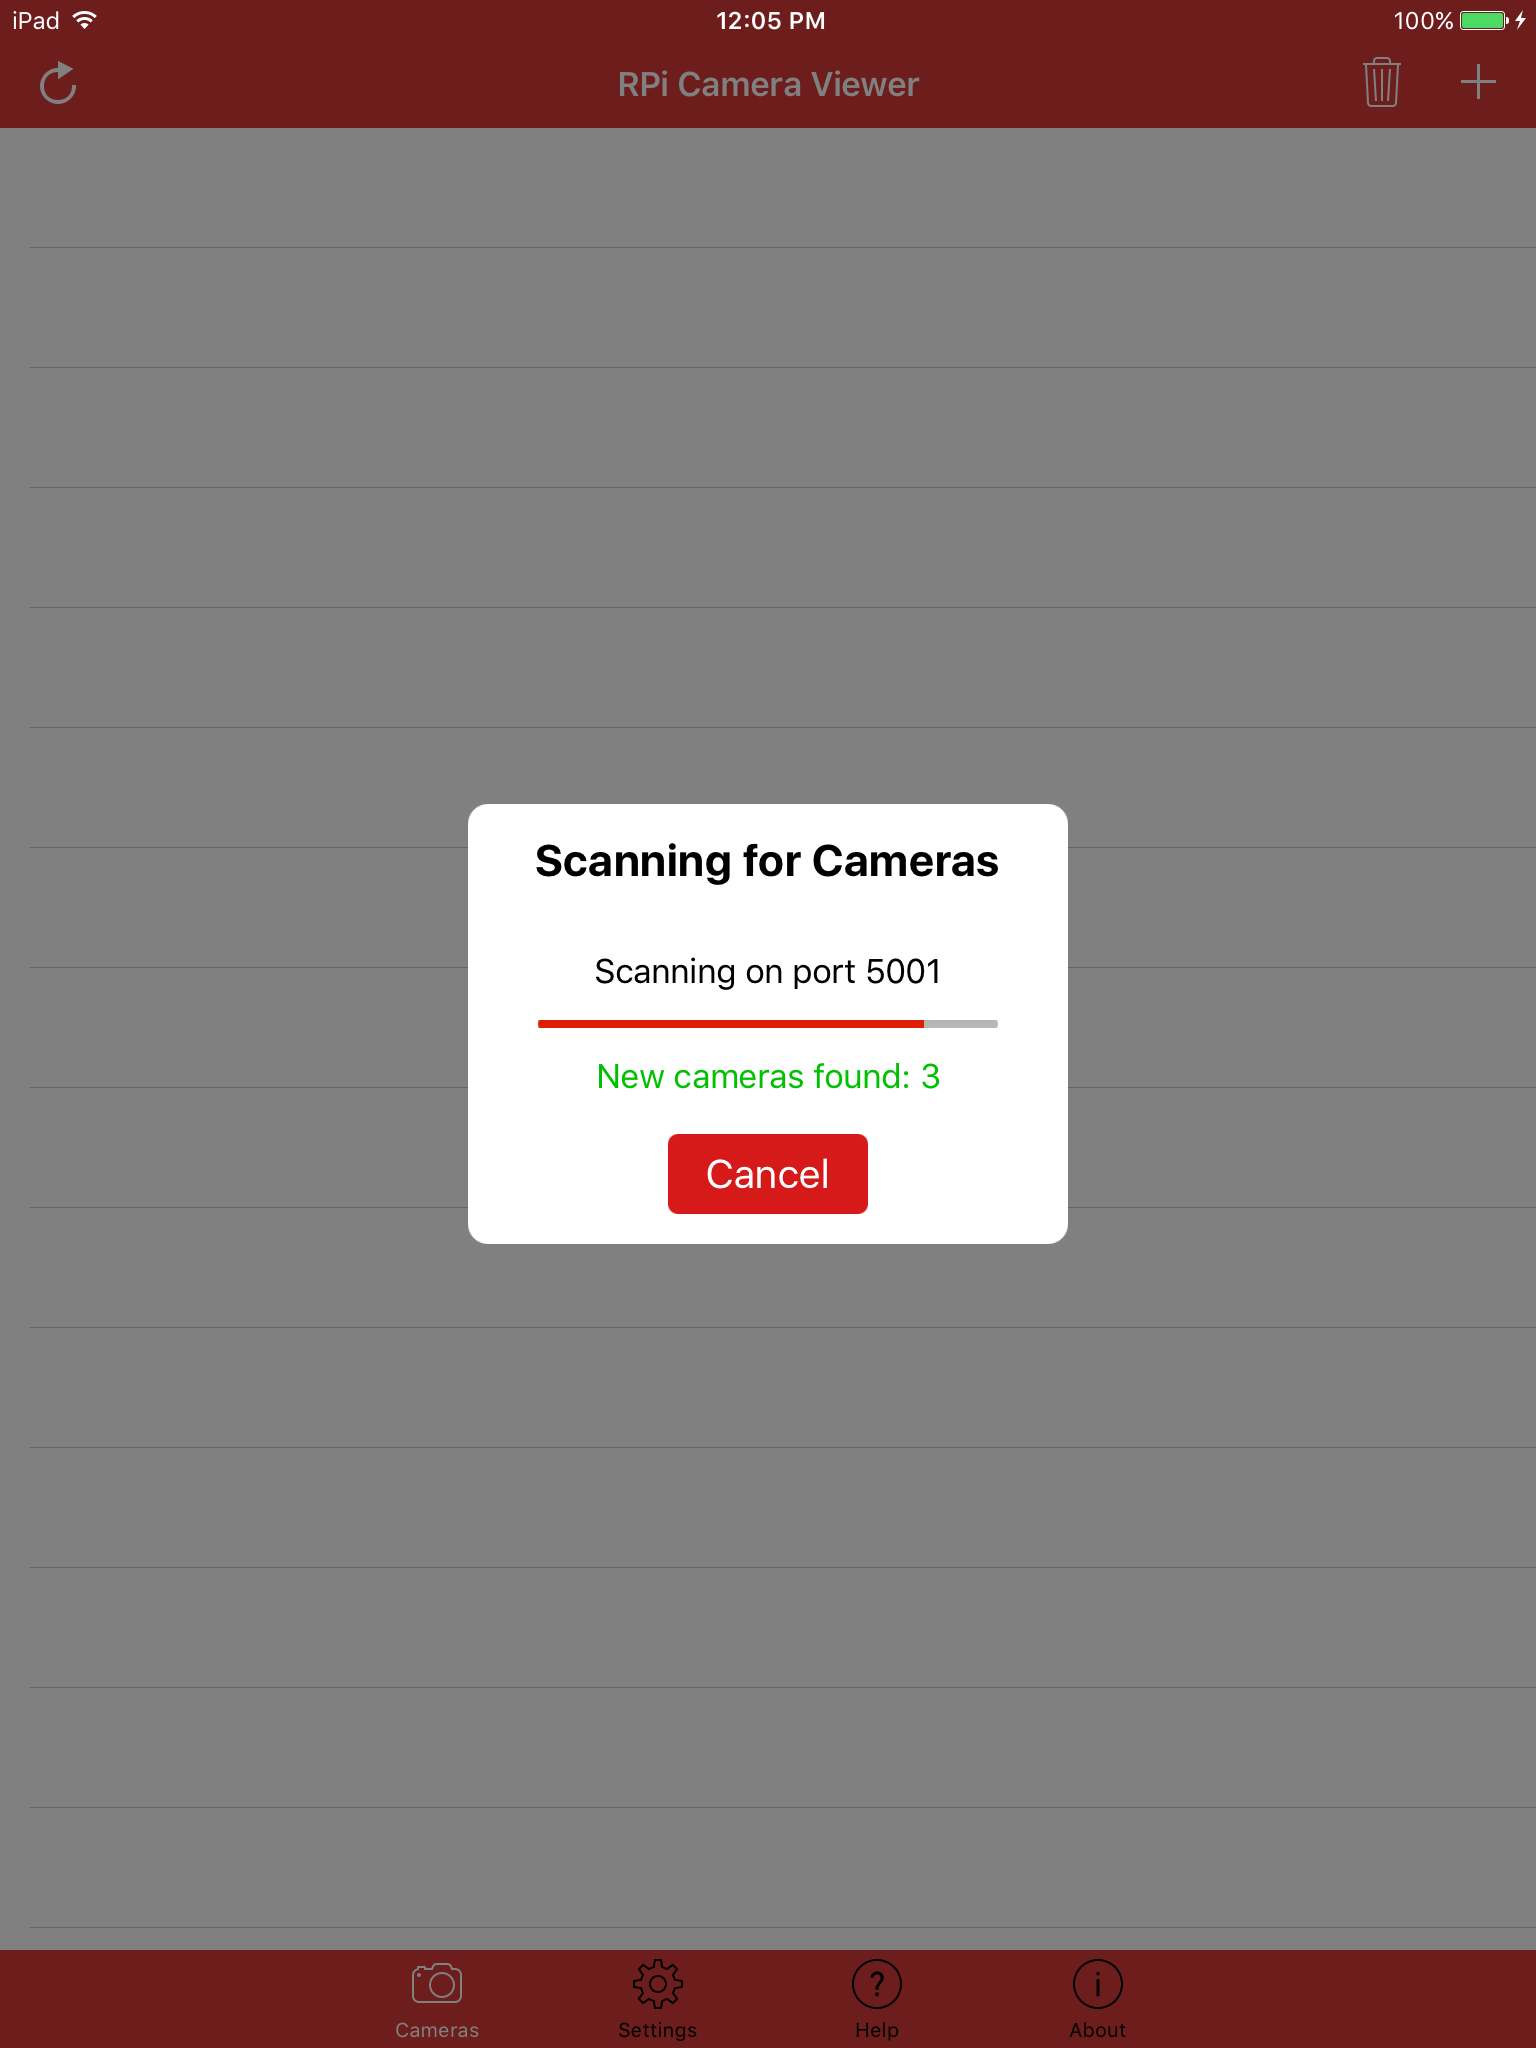 iPad 12:05 PM 100%
RPi Camera Viewer
Scanning for Cameras
Scanning on port 5001
New cameras found: 3
Cancel
Cameras Settings Help About